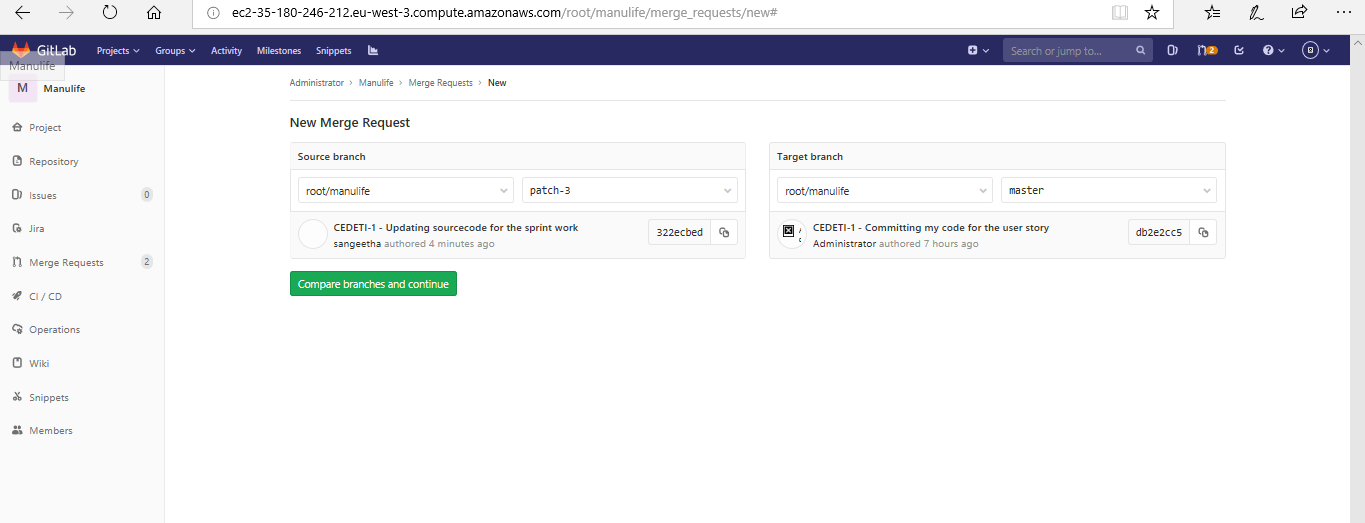 ec2-35-180-246-212.eu-west-3.compute.amazonaws.com/root/manulife/merge_requests/new#
GitLab Projects Groups Activity Milestones Snippets Search or jump to... 2
Manulife
M Manulife
Administrator > Manulife > Merge Requests > New
New Merge Request
Source branch
root/manulife patch-3
CEDETI-1 - Updating sourcecode for the sprint work
sangeetha authored 4 minutes ago
322ecbed
Target branch
root/manulife master
CEDETI-1 - Committing my code for the user story
Administrator authored 7 hours ago
db2e2cc5
Compare branches and continue
Project
Repository
Issues 0
Jira
Merge Requests 2
CI / CD
Operations
Wiki
Snippets
Members